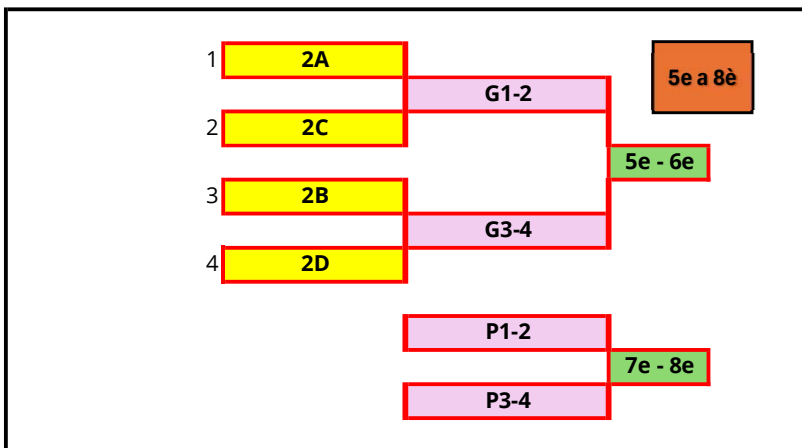 1 2A
5e a 8è
G1-2
2 2C
5e - 6e
3 2B
G3-4
4 2D
P1-2
7e - 8e
P3-4